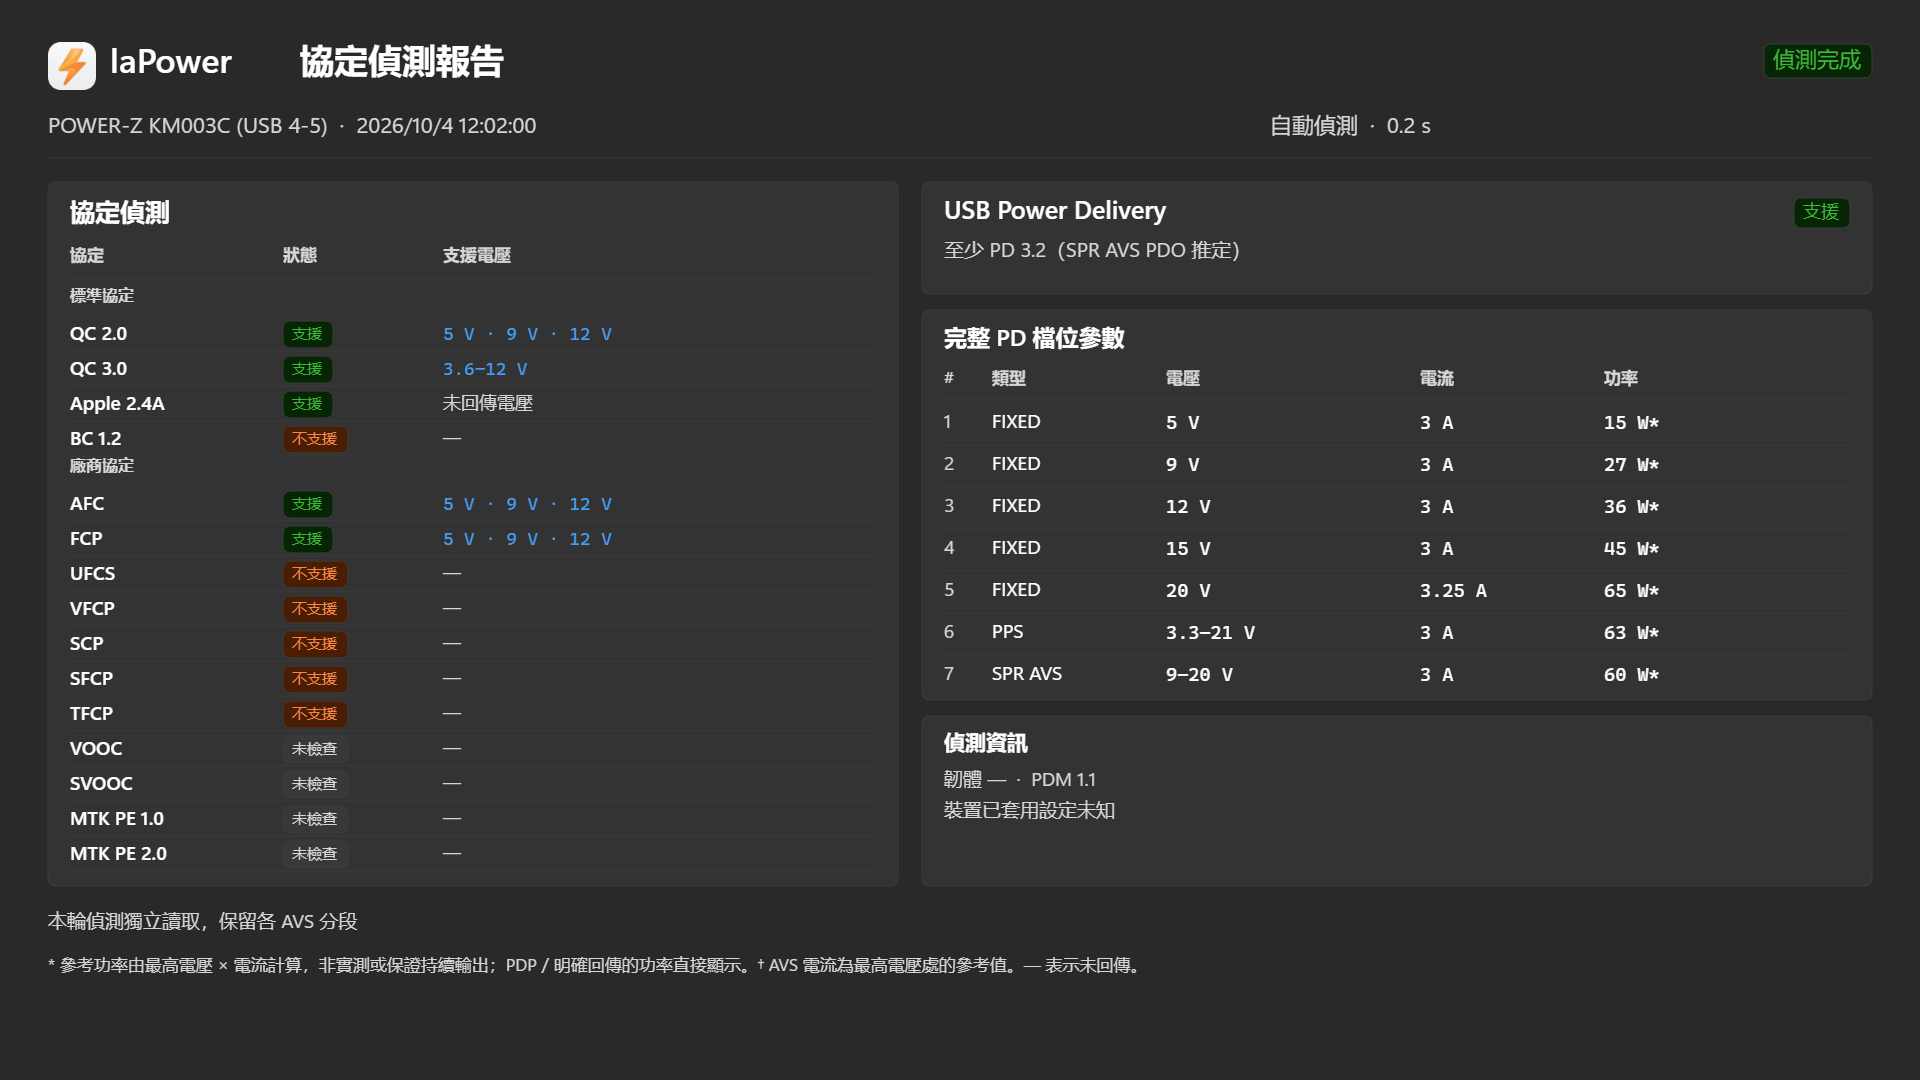 laPower 協定偵測報告 偵測完成
POWER-Z KM003C (USB 4-5) · 2026/10/4 12:02:00 自動偵測 · 0.2 s
協定偵測
協定 狀態 支援電壓
標準協定
QC 2.0 支援 5 V · 9 V · 12 V
QC 3.0 支援 3.6–12 V
Apple 2.4A 支援 未回傳電壓
BC 1.2 不支援 —
廠商協定
AFC 支援 5 V · 9 V · 12 V
FCP 支援 5 V · 9 V · 12 V
UFCS 不支援 —
VFCP 不支援 —
SCP 不支援 —
SFCP 不支援 —
TFCP 不支援 —
VOOC 未檢查 —
SVOOC 未檢查 —
MTK PE 1.0 未檢查 —
MTK PE 2.0 未檢查 —
USB Power Delivery 支援
至少 PD 3.2（SPR AVS PDO 推定）
完整 PD 檔位參數
# 類型 電壓 電流 功率
1 FIXED 5 V 3 A 15 W*
2 FIXED 9 V 3 A 27 W*
3 FIXED 12 V 3 A 36 W*
4 FIXED 15 V 3 A 45 W*
5 FIXED 20 V 3.25 A 65 W*
6 PPS 3.3–21 V 3 A 63 W*
7 SPR AVS 9–20 V 3 A 60 W*
偵測資訊
韌體 — · PDM 1.1
裝置已套用設定未知
本輪偵測獨立讀取，保留各 AVS 分段
* 參考功率由最高電壓 × 電流計算，非實測或保證持續輸出；PDP / 明確回傳的功率直接顯示。† AVS 電流為最高電壓處的參考值。— 表示未回傳。